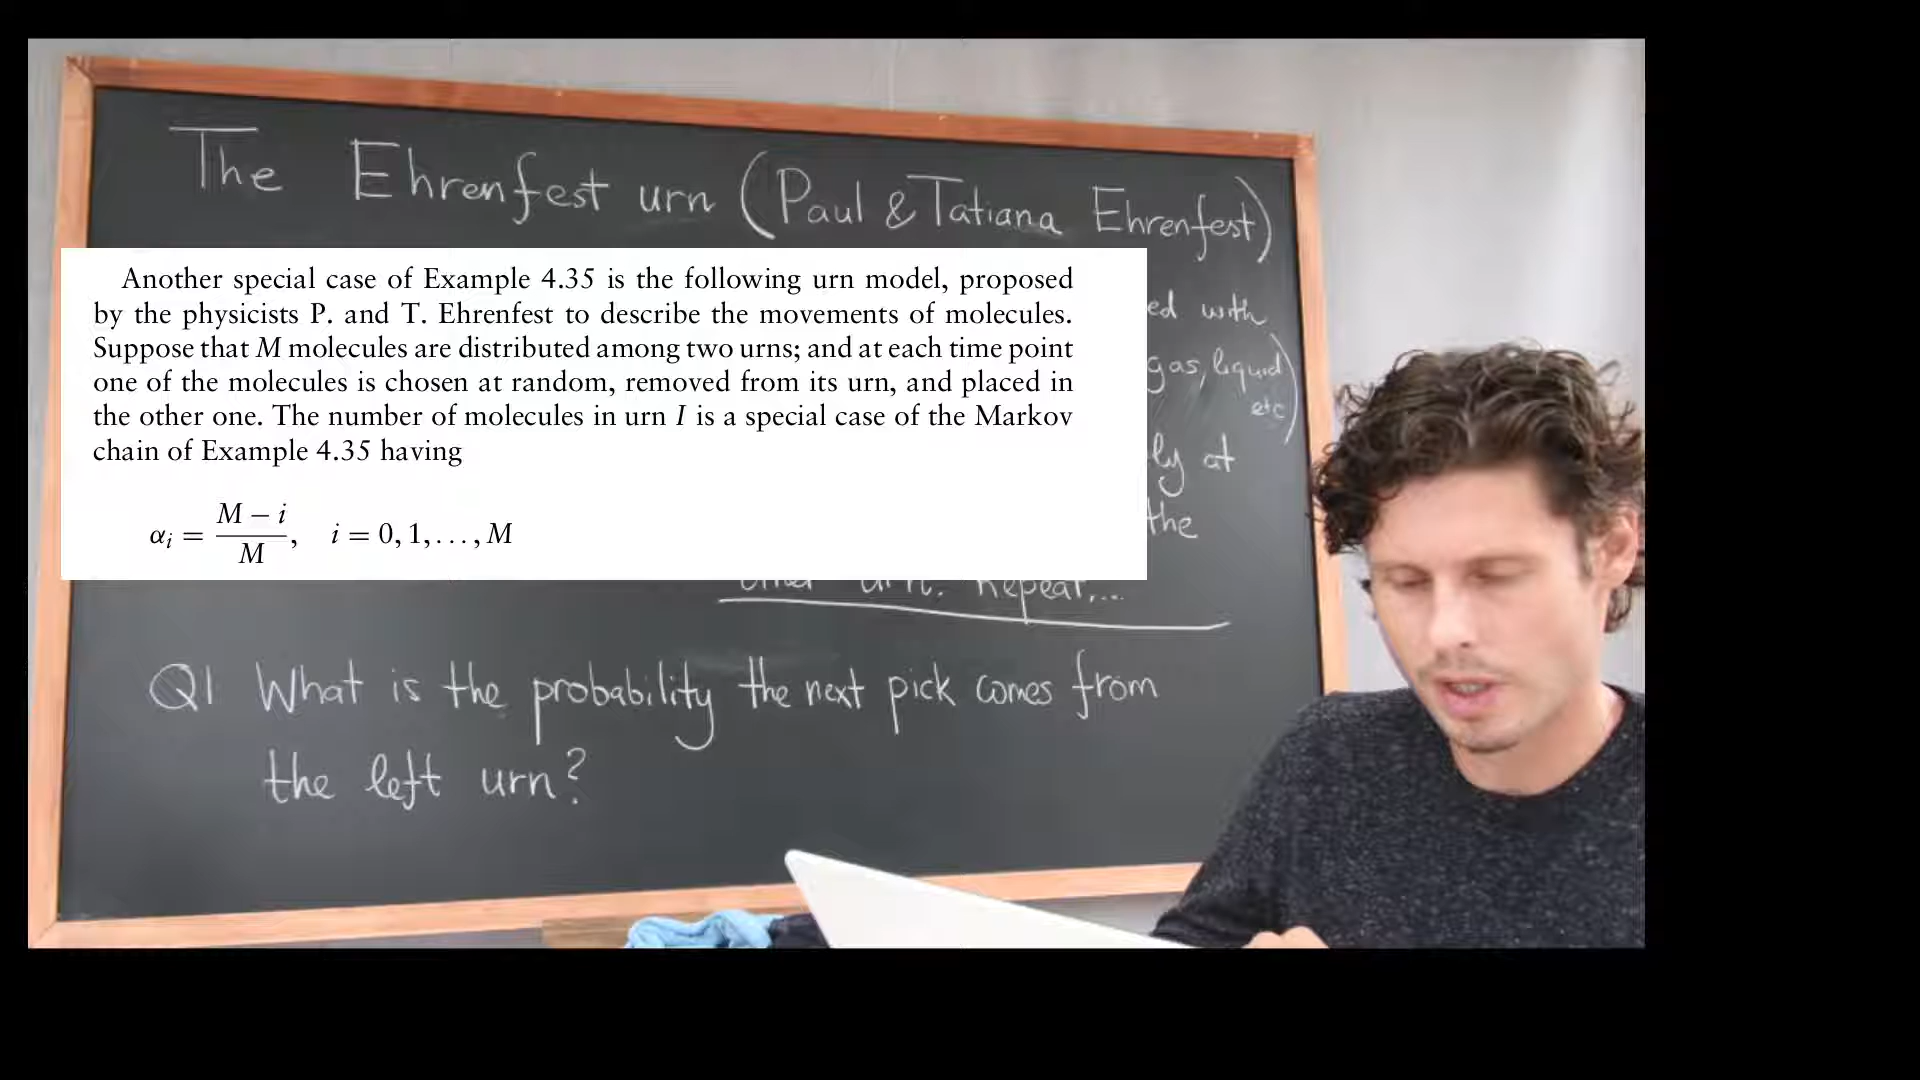 The Ehrenfest urn (Paul & Tatiana Ehrenfest)
Another special case of Example 4.35 is the following urn model, proposed
by the physicists P. and T. Ehrenfest to describe the movements of molecules.
Suppose that M molecules are distributed among two urns; and at each time point
one of the molecules is chosen at random, removed from its urn, and placed in
the other one. The number of molecules in urn I is a special case of the Markov
chain of Example 4.35 having
αᵢ = (M − i)/M, i = 0, 1, . . . , M
with
gas, liquid)
etc
at
the
other urn. Repeat,...
Q1 What is the probability the next pick comes from
the left urn?